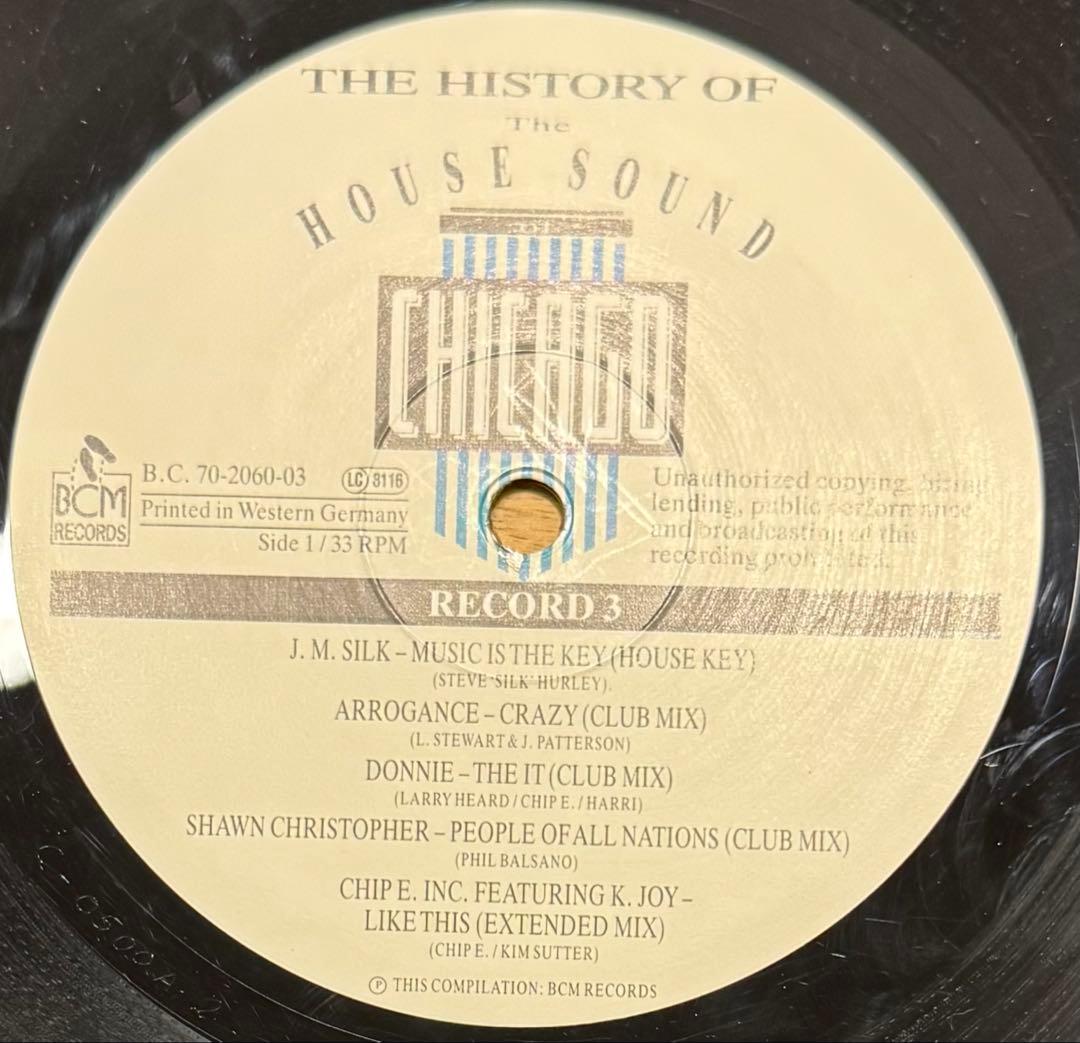 THE HISTORY OF
The
HOUSE SOUND
OF
CHICAGO
BCM
RECORDS
B.C. 70-2060-03
LC 8116
Printed in Western Germany
Side 1 / 33 RPM
Unauthorized copying, hiring
lending, public performance
and broadcasting of this
recording prohibited.
RECORD 3
J. M. SILK – MUSIC IS THE KEY (HOUSE KEY)
(STEVE "SILK" HURLEY).
ARROGANCE – CRAZY (CLUB MIX)
(L. STEWART & J. PATTERSON)
DONNIE – THE IT (CLUB MIX)
(LARRY HEARD / CHIP E. / HARRI)
SHAWN CHRISTOPHER – PEOPLE OF ALL NATIONS (CLUB MIX)
(PHIL BALSANO)
CHIP E. INC. FEATURING K. JOY –
LIKE THIS (EXTENDED MIX)
(CHIP E. / KIM SUTTER)
Ⓟ THIS COMPILATION: BCM RECORDS